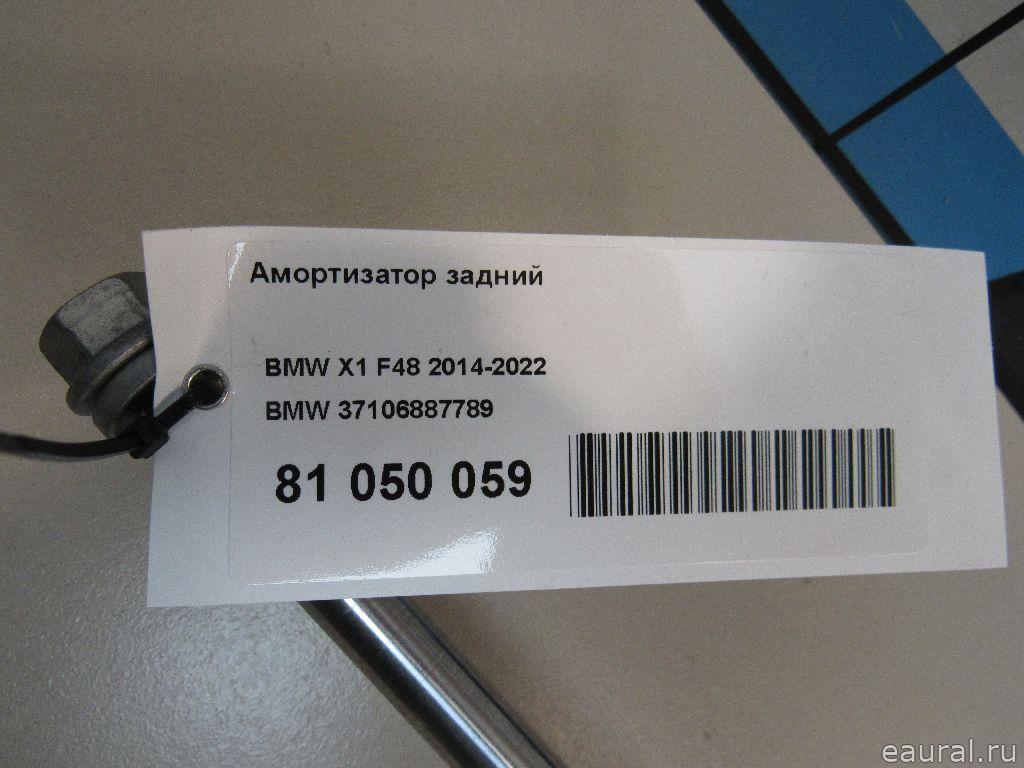 Амортизатор задний
BMW X1 F48 2014-2022
BMW 37106887789
81 050 059
eaural.ru